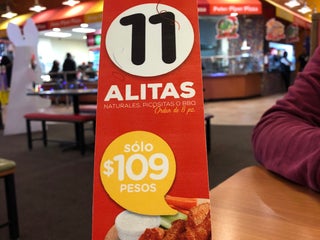 11
ALITAS
NATURALES, PICOSITAS O BBQ
Orden de 8 pz.
SÓLO
$109
PESOS